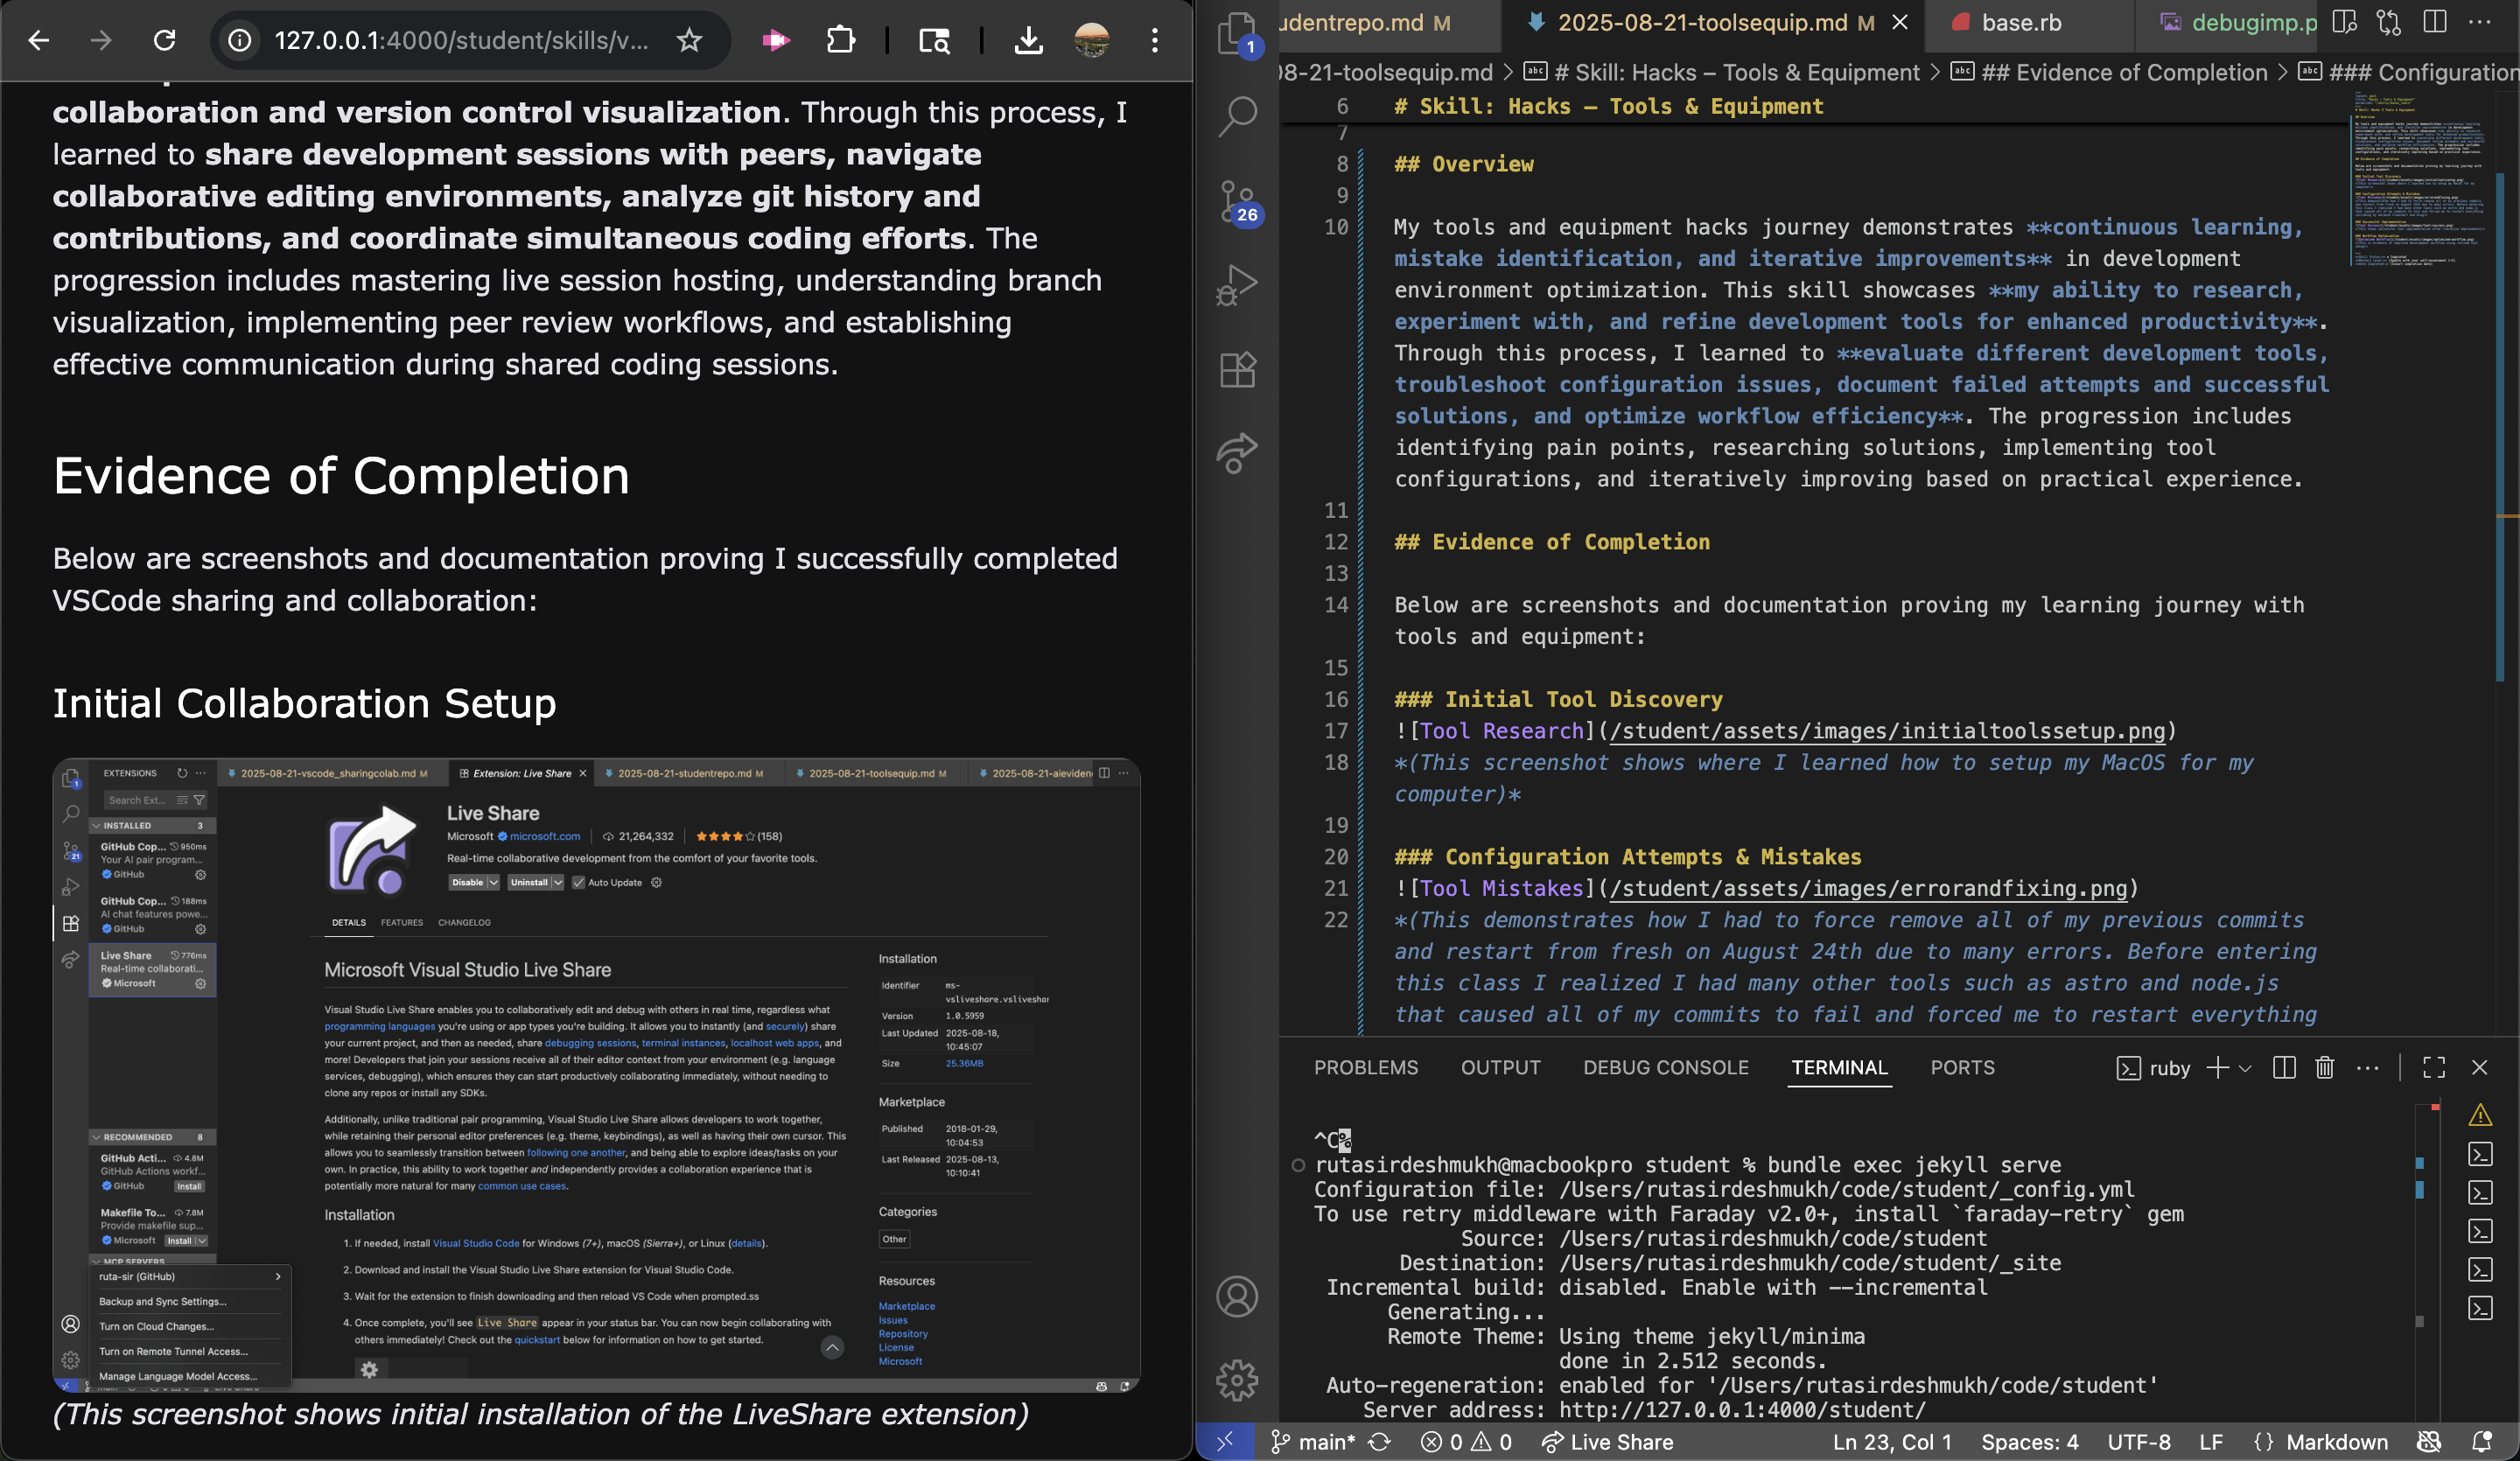 127.0.0.1:4000/student/skills/v...
collaboration and version control visualization. Through this process, I
learned to share development sessions with peers, navigate
collaborative editing environments, analyze git history and
contributions, and coordinate simultaneous coding efforts. The
progression includes mastering live session hosting, understanding branch
visualization, implementing peer review workflows, and establishing
effective communication during shared coding sessions.
Evidence of Completion
Below are screenshots and documentation proving I successfully completed
VSCode sharing and collaboration:
Initial Collaboration Setup
EXTENSIONS
2025-08-21-vscode_sharingcolab.md M
Extension: Live Share
2025-08-21-studentrepo.md M
2025-08-21-toolsequip.md M
2025-08-21-aieviden
Search Ext...
INSTALLED 3
GitHub Cop... 950ms
Your AI pair program...
GitHub
GitHub Cop... 188ms
AI chat features powe...
GitHub
Live Share 776ms
Real-time collaborati...
Microsoft
21
1
RECOMMENDED 8
GitHub Acti... 4.8M
GitHub Actions workf...
GitHub Install
Makefile To... 7.8M
Provide makefile sup...
Microsoft Install
MCP SERVERS
ruta-sir (GitHub)
Backup and Sync Settings...
Turn on Cloud Changes...
Turn on Remote Tunnel Access...
Manage Language Model Access...
Live Share
Microsoft microsoft.com 21,264,332 (158)
Real-time collaborative development from the comfort of your favorite tools.
Disable Uninstall Auto Update
DETAILS FEATURES CHANGELOG
Microsoft Visual Studio Live Share
Visual Studio Live Share enables you to collaboratively edit and debug with others in real time, regardless what
programming languages you're using or app types you're building. It allows you to instantly (and securely) share
your current project, and then as needed, share debugging sessions, terminal instances, localhost web apps, and
more! Developers that join your sessions receive all of their editor context from your environment (e.g. language
services, debugging), which ensures they can start productively collaborating immediately, without needing to
clone any repos or install any SDKs.
Additionally, unlike traditional pair programming, Visual Studio Live Share allows developers to work together,
while retaining their personal editor preferences (e.g. theme, keybindings), as well as having their own cursor. This
allows you to seamlessly transition between following one another, and being able to explore ideas/tasks on your
own. In practice, this ability to work together and independently provides a collaboration experience that is
potentially more natural for many common use cases.
Installation
1. If needed, install Visual Studio Code for Windows (7+), macOS (Sierra+), or Linux (details).
2. Download and install the Visual Studio Live Share extension for Visual Studio Code.
3. Wait for the extension to finish downloading and then reload VS Code when prompted.ss
4. Once complete, you'll see Live Share appear in your status bar. You can now begin collaborating with
others immediately! Check out the quickstart below for information on how to get started.
Installation
Identifier ms-
vsliveshare.vsliveshar
Version 1.0.5959
Last Updated 2025-08-18,
10:45:07
Size 25.36MB
Marketplace
Published 2018-01-29,
10:04:53
Last Released 2025-08-13,
10:10:41
Categories
Other
Resources
Marketplace
Issues
Repository
License
Microsoft
(This screenshot shows initial installation of the LiveShare extension)
1
26
udentrepo.md M
2025-08-21-toolsequip.md M
base.rb
debugimp.p
08-21-toolsequip.md > # Skill: Hacks – Tools & Equipment > ## Evidence of Completion > ### Configuration
6 # Skill: Hacks – Tools & Equipment
7
8 ## Overview
9
10 My tools and equipment hacks journey demonstrates **continuous learning,
mistake identification, and iterative improvements** in development
environment optimization. This skill showcases **my ability to research,
experiment with, and refine development tools for enhanced productivity**.
Through this process, I learned to **evaluate different development tools,
troubleshoot configuration issues, document failed attempts and successful
solutions, and optimize workflow efficiency**. The progression includes
identifying pain points, researching solutions, implementing tool
configurations, and iteratively improving based on practical experience.
11
12 ## Evidence of Completion
13
14 Below are screenshots and documentation proving my learning journey with
tools and equipment:
15
16 ### Initial Tool Discovery
17 ![Tool Research](/student/assets/images/initialtoolssetup.png)
18 *(This screenshot shows where I learned how to setup my MacOS for my
computer)*
19
20 ### Configuration Attempts & Mistakes
21 ![Tool Mistakes](/student/assets/images/errorandfixing.png)
22 *(This demonstrates how I had to force remove all of my previous commits
and restart from fresh on August 24th due to many errors. Before entering
this class I realized I had many other tools such as astro and node.js
that caused all of my commits to fail and forced me to restart everything
PROBLEMS OUTPUT DEBUG CONSOLE TERMINAL PORTS ruby
^C%
rutasirdeshmukh@macbookpro student % bundle exec jekyll serve
Configuration file: /Users/rutasirdeshmukh/code/student/_config.yml
To use retry middleware with Faraday v2.0+, install `faraday-retry` gem
Source: /Users/rutasirdeshmukh/code/student
Destination: /Users/rutasirdeshmukh/code/student/_site
Incremental build: disabled. Enable with --incremental
Generating...
Remote Theme: Using theme jekyll/minima
done in 2.512 seconds.
Auto-regeneration: enabled for '/Users/rutasirdeshmukh/code/student'
Server address: http://127.0.0.1:4000/student/
main* 0 0 Live Share Ln 23, Col 1 Spaces: 4 UTF-8 LF {} Markdown